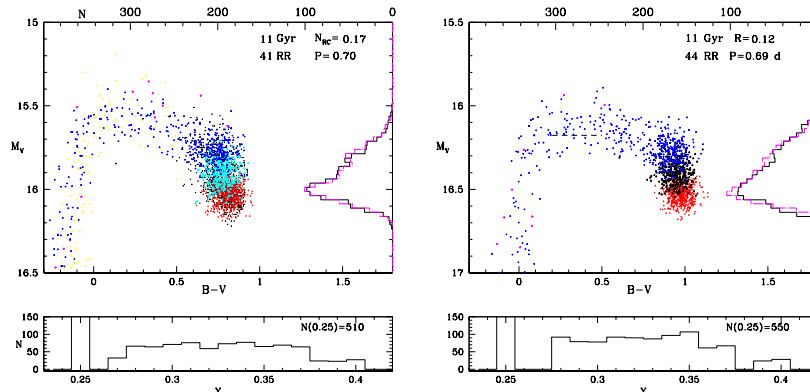 N 300 200 100 0
300 200 100 0
15
15.5
16
16.5
M_V
11 Gyr N_RC=0.17
41 RR P=0.70
0 0.5 1 1.5
B-V
15.5
16
16.5
17
M_V
11 Gyr R=0.12
44 RR P=0.69 d
0 0.5 1 1.5
B-V
150
100
50
0
N
N(0.25)=510
0.25 0.3 0.35 0.4
150
100
50
0
N(0.25)=550
0.25 0.3 0.35 0.4